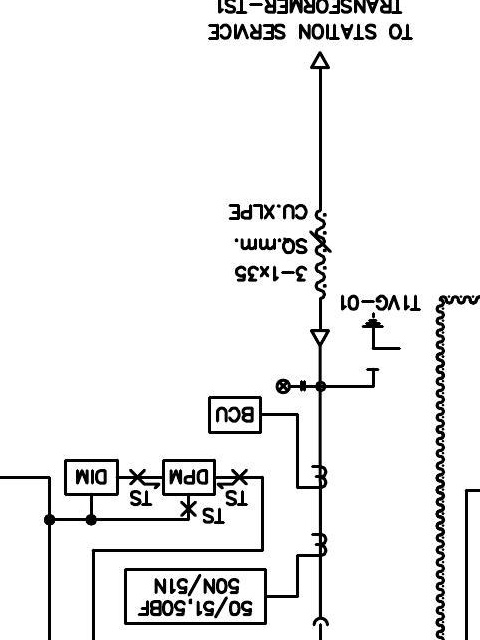 50/51,50BF
50N/51N
TS
TS
TS
DPM
DIM
BCU
T1VG-01
3-1x35
SQ.mm.
CU.XLPE
TO STATION SERVICE
TRANSFORMER-TS1